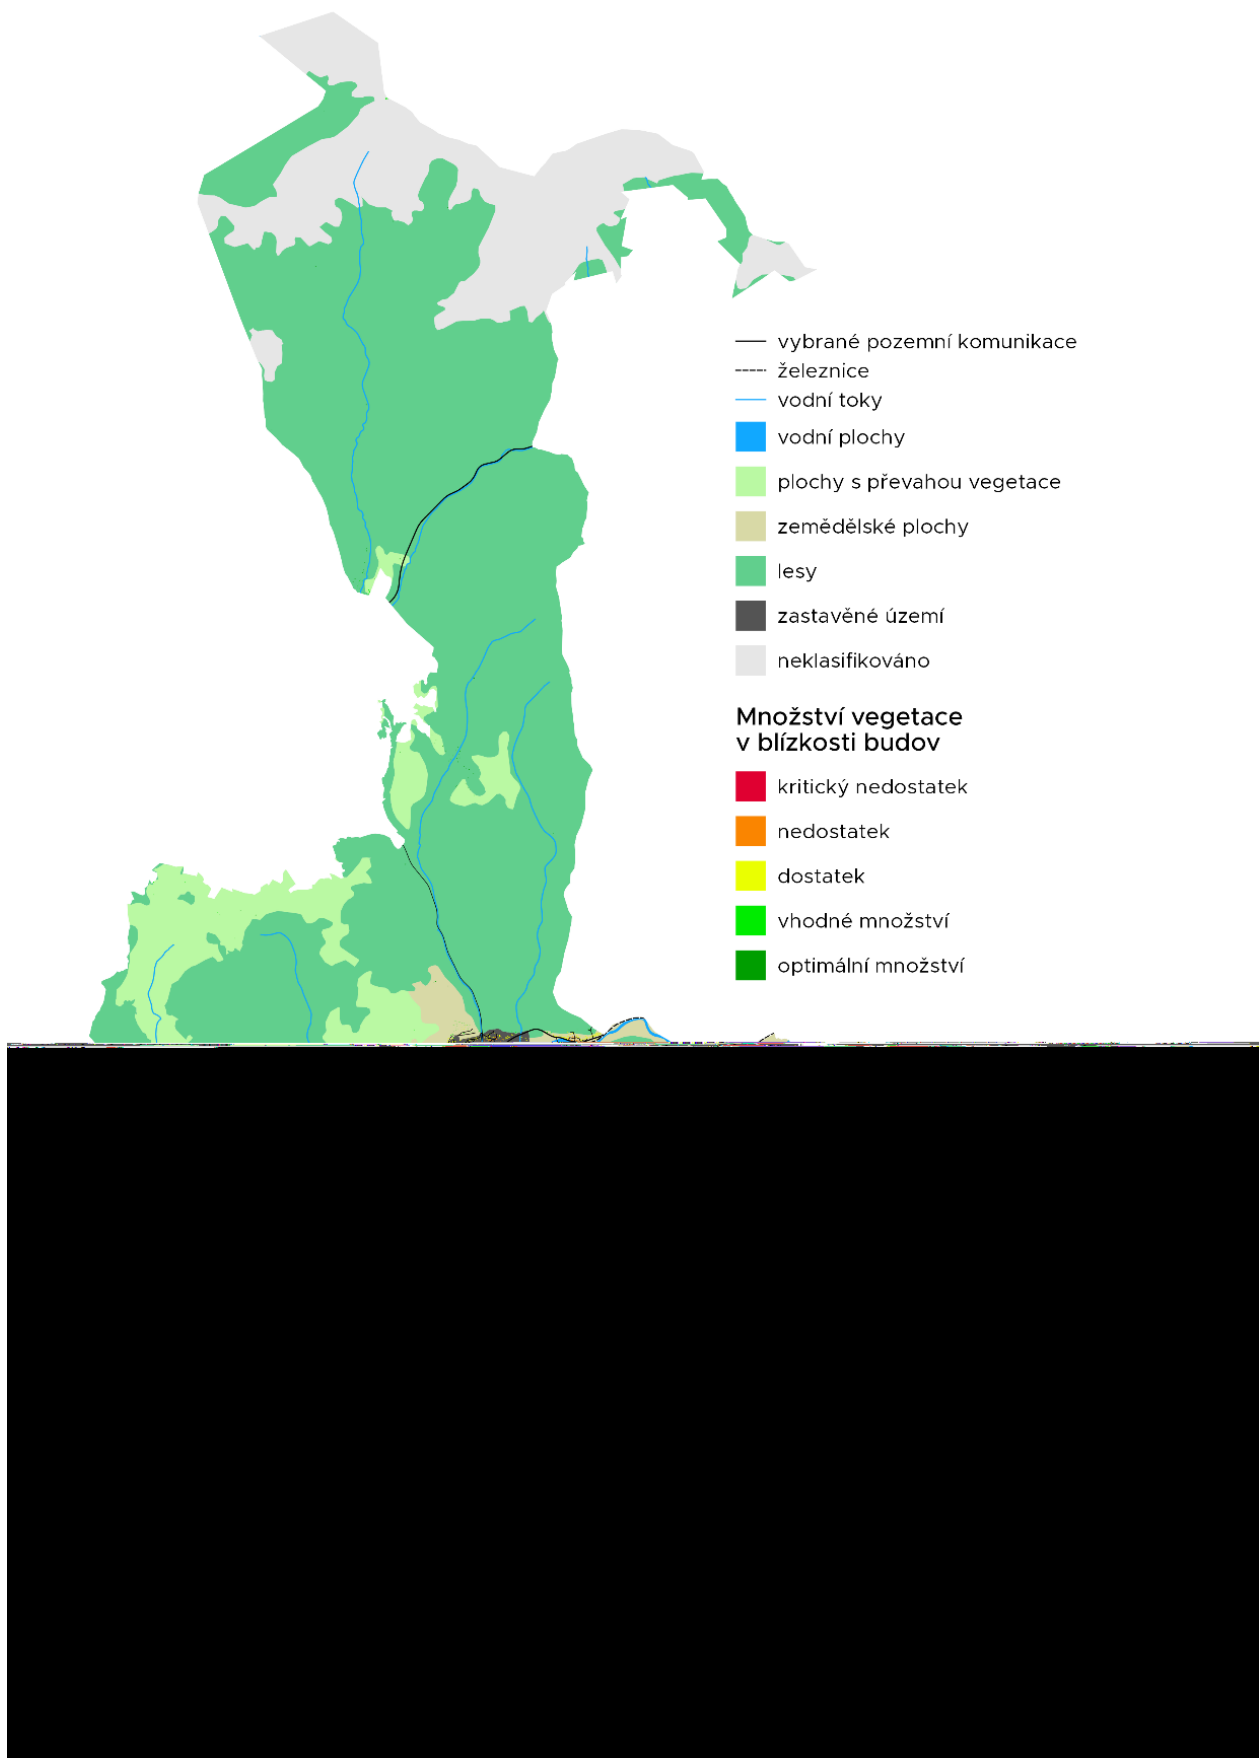 vybrané pozemní komunikace
železnice
vodní toky
vodní plochy
plochy s převahou vegetace
zemědělské plochy
lesy
zastavěné území
neklasifikováno
Množství vegetace
v blízkosti budov
kritický nedostatek
nedostatek
dostatek
vhodné množství
optimální množství